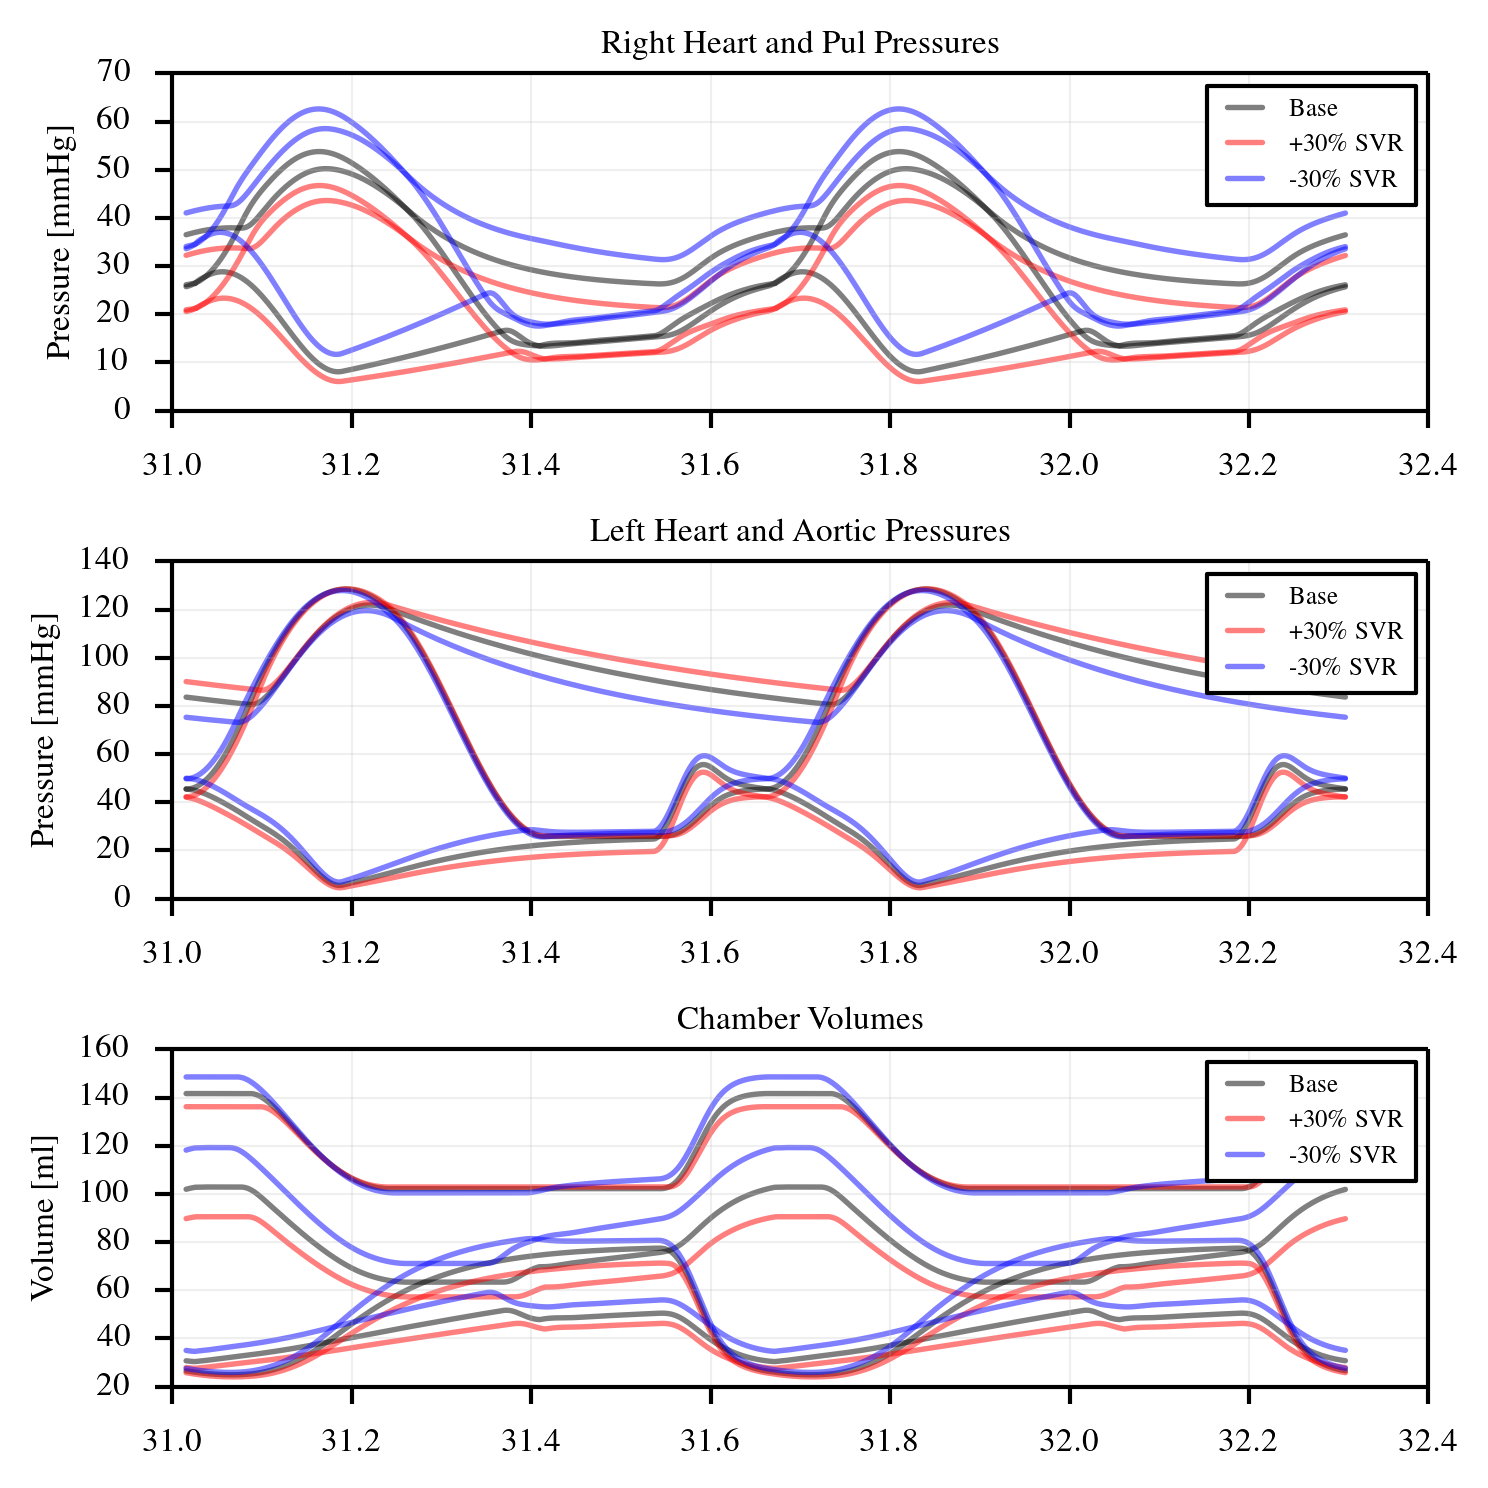 Right Heart and Pul Pressures
70
60
50
40
30
20
10
0
Pressure [mmHg]
Base
+30% SVR
-30% SVR
31.0 31.2 31.4 31.6 31.8 32.0 32.2 32.4
Left Heart and Aortic Pressures
140
120
100
80
60
40
20
0
Pressure [mmHg]
Base
+30% SVR
-30% SVR
31.0 31.2 31.4 31.6 31.8 32.0 32.2 32.4
Chamber Volumes
160
140
120
100
80
60
40
20
Volume [ml]
Base
+30% SVR
-30% SVR
31.0 31.2 31.4 31.6 31.8 32.0 32.2 32.4